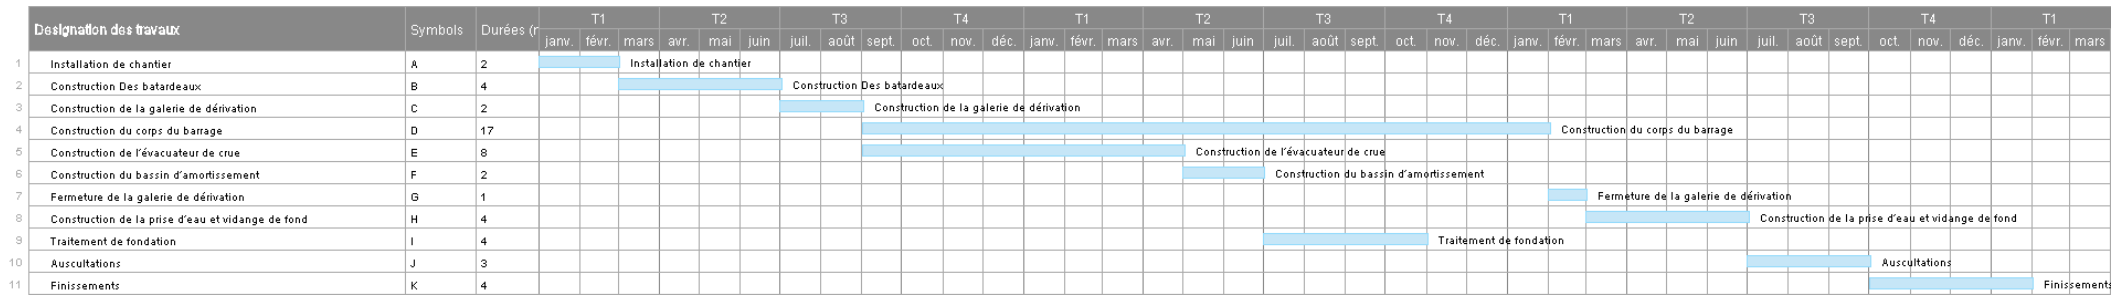 Designation des travaux Symbols Durées (r T1 T2 T3 T4 T1 T2 T3 T4 T1 T2 T3 T4 T1
janv. févr. mars avr. mai juin juil. août sept. oct. nov. déc. janv. févr. mars avr. mai juin juil. août sept. oct. nov. déc. janv. févr. mars avr. mai juin juil. août sept. oct. nov. déc. janv. févr. mars
1 Installation de chantier A 2 Installation de chantier
2 Construction Des batardeaux B 4 Construction Des batardeaux
3 Construction de la galerie de dérivation C 2 Construction de la galerie de dérivation
4 Construction du corps du barrage D 17 Construction du corps du barrage
5 Construction de l'évacuateur de crue E 8 Construction de l'évacuateur de crue
6 Construction du bassin d'amortissement F 2 Construction du bassin d'amortissement
7 Fermeture de la galerie de dérivation G 1 Fermeture de la galerie de dérivation
8 Construction de la prise d'eau et vidange de fond H 4 Construction de la prise d'eau et vidange de fond
9 Traitement de fondation I 4 Traitement de fondation
10 Auscultations J 3 Auscultations
11 Finissements K 4 Finissements